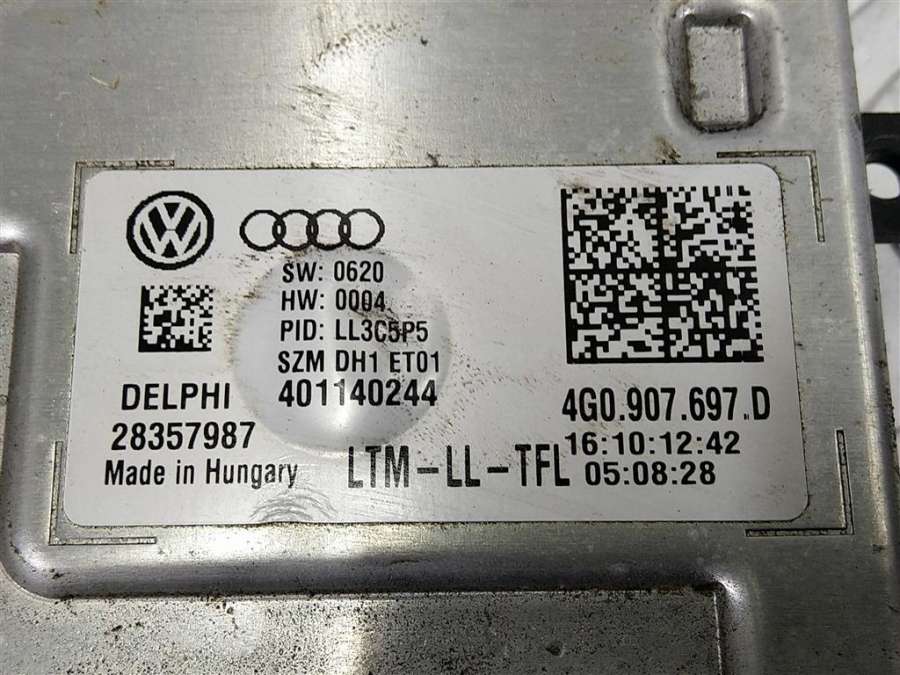 VW
SW: 0620
HW: 0004
PID: LL3C5P5
SZM DH1 ET01
401140244
DELPHI
28357987
Made in Hungary
LTM-LL-TFL
4G0.907.697.D
16:10:12:42
05:08:28